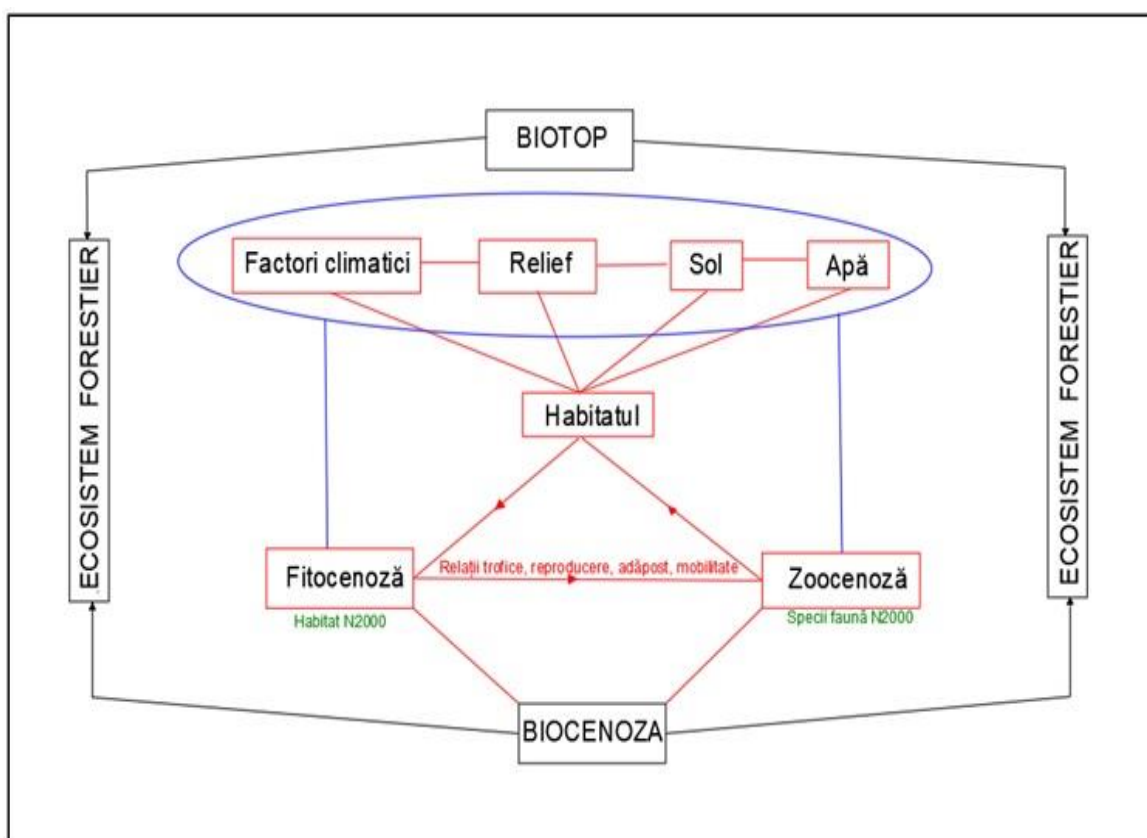 BIOTOP
Factori climatici
Relief
Sol
Apă
ECOSISTEM FORESTIER
ECOSISTEM FORESTIER
Habitatul
Fitocenoză
Relații trofice, reproducere, adăpost, mobilitate
Zoocenoză
Habitat N2000
Specii faună N2000
BIOCENOZA